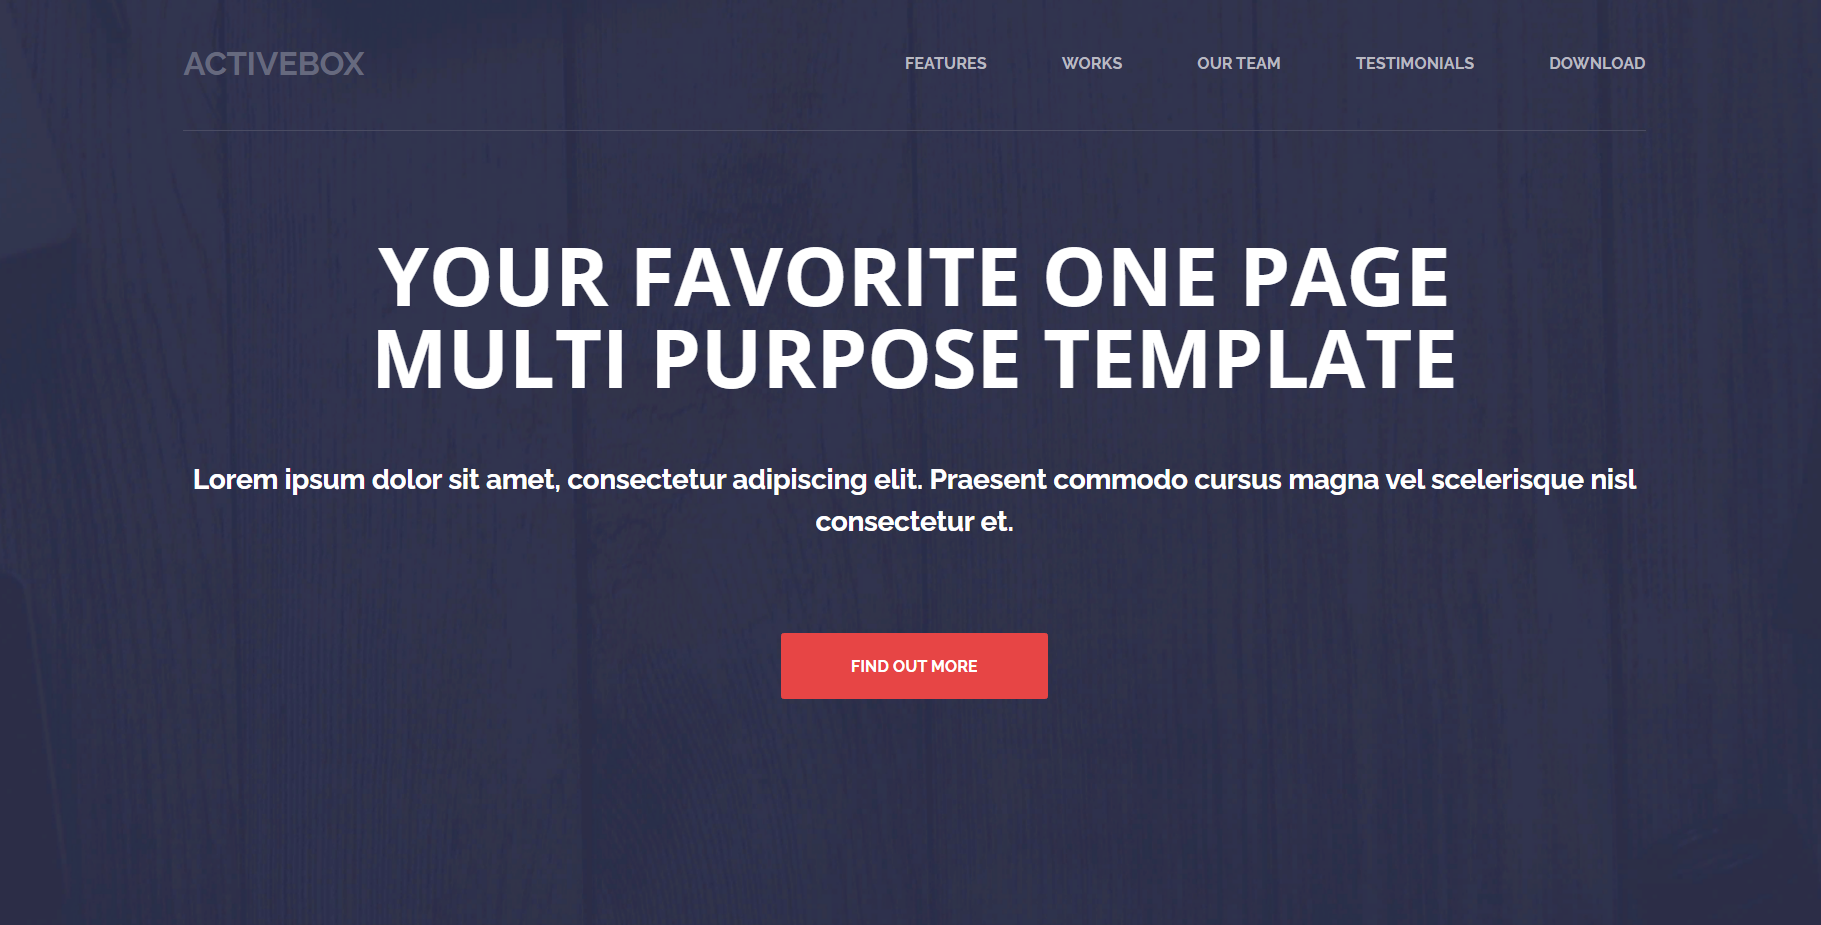 ACTIVEBOX
FEATURES WORKS OUR TEAM TESTIMONIALS DOWNLOAD
YOUR FAVORITE ONE PAGE
MULTI PURPOSE TEMPLATE
Lorem ipsum dolor sit amet, consectetur adipiscing elit. Praesent commodo cursus magna vel scelerisque nisl
consectetur et.
FIND OUT MORE